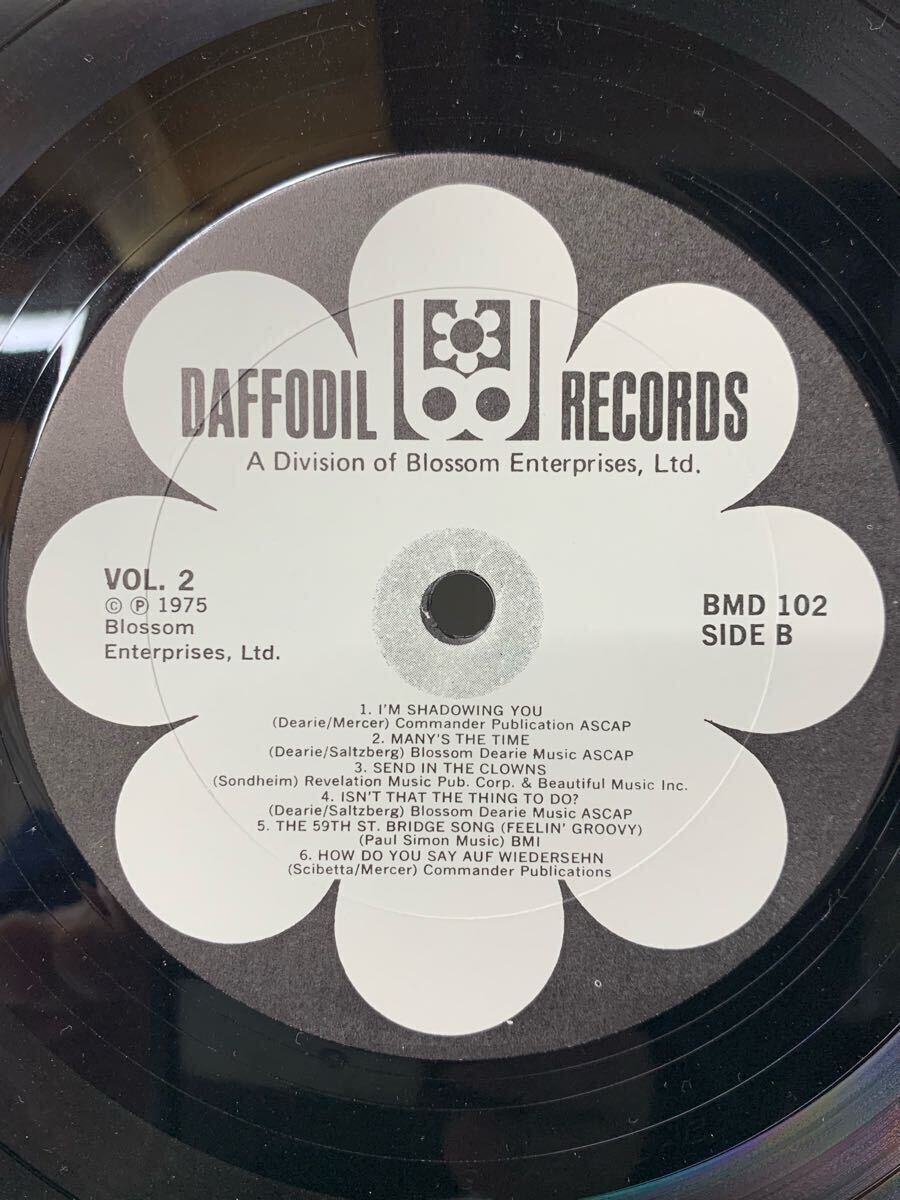 DAFFODIL RECORDS
A Division of Blossom Enterprises, Ltd.
VOL. 2
© ℗ 1975
Blossom
Enterprises, Ltd.
BMD 102
SIDE B
1. I'M SHADOWING YOU
(Dearie/Mercer) Commander Publication ASCAP
2. MANY'S THE TIME
(Dearie/Saltzberg) Blossom Dearie Music ASCAP
3. SEND IN THE CLOWNS
(Sondheim) Revelation Music Pub. Corp. & Beautiful Music Inc.
4. ISN'T THAT THE THING TO DO?
(Dearie/Saltzberg) Blossom Dearie Music ASCAP
5. THE 59TH ST. BRIDGE SONG (FEELIN' GROOVY)
(Paul Simon Music) BMI
6. HOW DO YOU SAY AUF WIEDERSEHN
(Scibetta/Mercer) Commander Publications